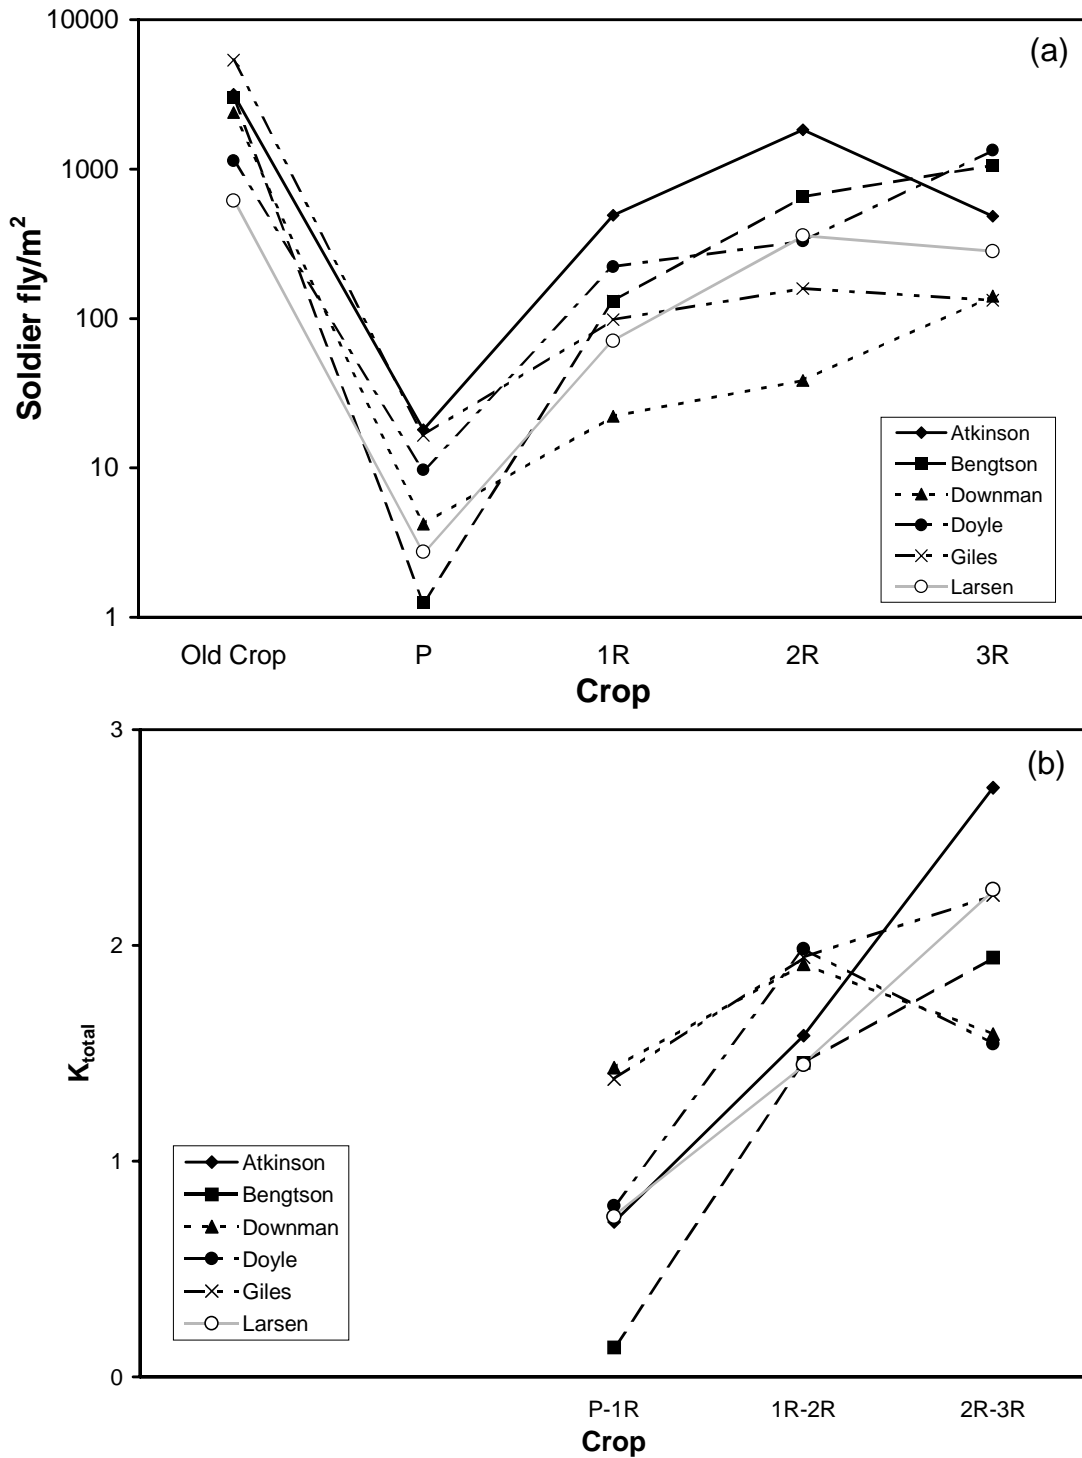 10000
(a)
1000
100
10
1
Soldier fly/m²
Atkinson
Bengtson
Downman
Doyle
Giles
Larsen
Old Crop P 1R 2R 3R
Crop
3
(b)
2
1
0
K total
Atkinson
Bengtson
Downman
Doyle
Giles
Larsen
P-1R 1R-2R 2R-3R
Crop